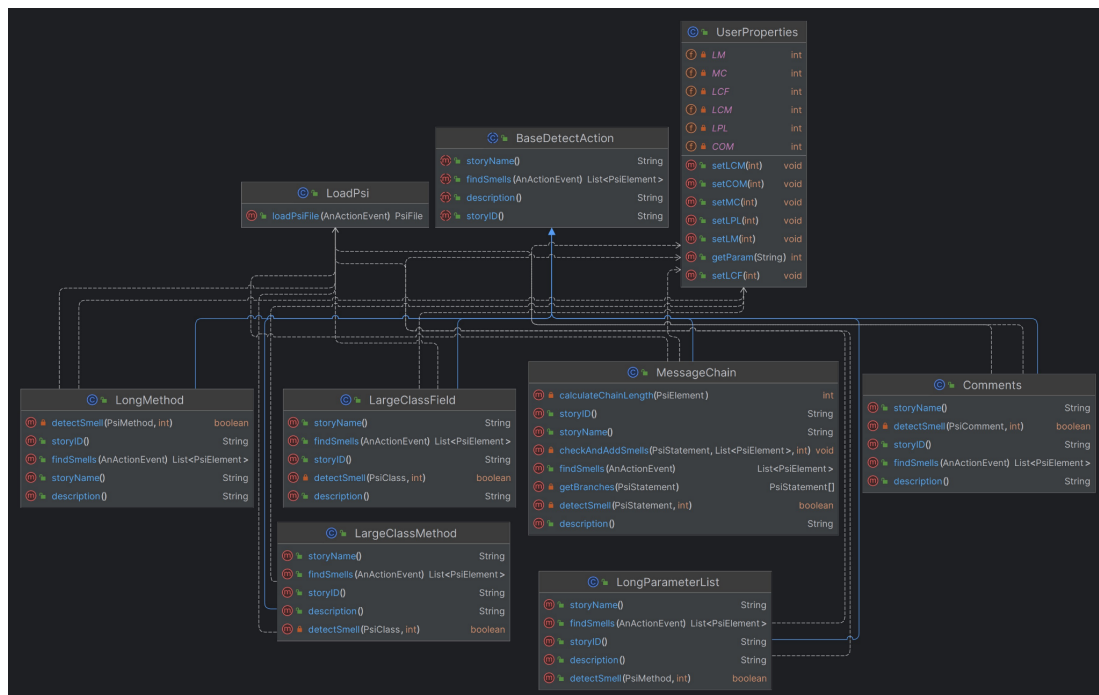 UserProperties
LM int
MC int
LCF int
LCM int
LPL int
COM int
setLCM(int) void
setCOM(int) void
setMC(int) void
setLPL(int) void
setLM(int) void
getParam(String) int
setLCF(int) void
BaseDetectAction
storyName() String
findSmells(AnActionEvent) List<PsiElement>
description() String
storyID() String
LoadPsi
loadPsiFile(AnActionEvent) PsiFile
LongMethod
detectSmell(PsiMethod, int) boolean
storyID() String
findSmells(AnActionEvent) List<PsiElement>
storyName() String
description() String
LargeClassField
storyName() String
findSmells(AnActionEvent) List<PsiElement>
storyID() String
detectSmell(PsiClass, int) boolean
description() String
MessageChain
calculateChainLength(PsiElement) int
storyID() String
storyName() String
checkAndAddSmells(PsiStatement, List<PsiElement>, int) void
findSmells(AnActionEvent) List<PsiElement>
getBranches(PsiStatement) PsiStatement[]
detectSmell(PsiStatement, int) boolean
description() String
Comments
storyName() String
detectSmell(PsiComment, int) boolean
storyID() String
findSmells(AnActionEvent) List<PsiElement>
description() String
LargeClassMethod
storyName() String
findSmells(AnActionEvent) List<PsiElement>
storyID() String
description() String
detectSmell(PsiClass, int) boolean
LongParameterList
storyName() String
findSmells(AnActionEvent) List<PsiElement>
storyID() String
description() String
detectSmell(PsiMethod, int) boolean